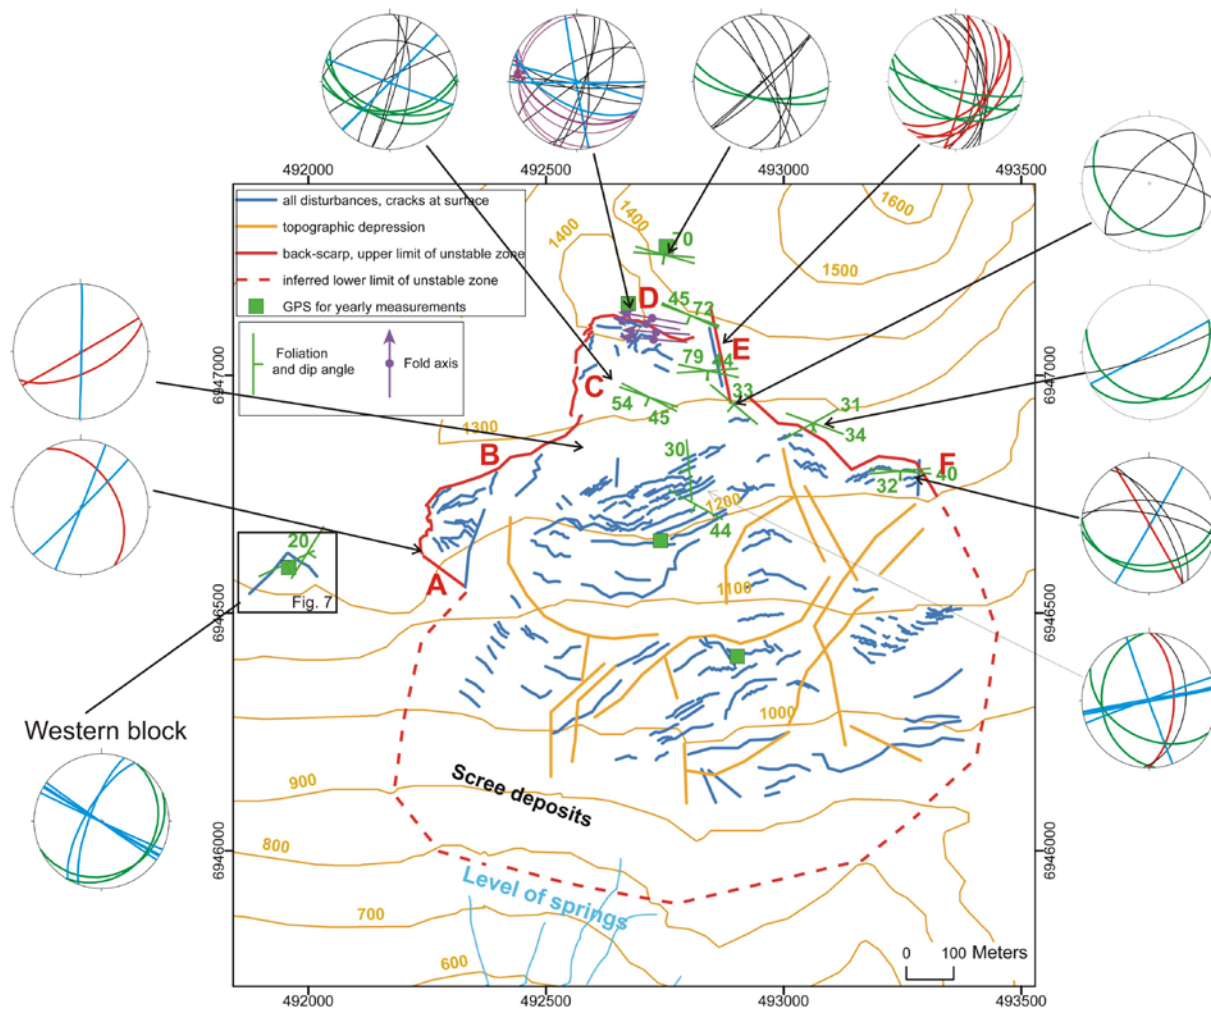 492000
492500
493000
493500
all disturbances, cracks at surface
topographic depression
back-scarp, upper limit of unstable zone
inferred lower limit of unstable zone
GPS for yearly measurements
Foliation
and dip angle
Fold axis
1400
1400
1600
1500
70
D
45
72
E
79
44
6947000
6947000
C
33
54
45
31
34
1300
B
30
F
40
32
1200
44
20
Fig. 7
A
1100
6946500
6946500
1000
Western block
900
Scree deposits
800
6946000
6946000
Level of springs
700
600
0 100 Meters
492000
492500
493000
493500